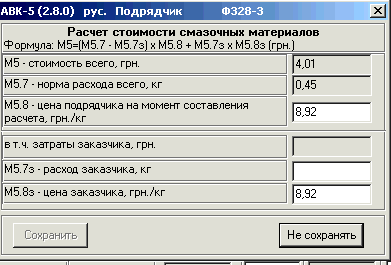 АВК-5 (2.8.0) рус. Подрядчик Ф328-3
Расчет стоимости смазочных материалов
Формула: М5=(М5.7 - М5.7з) х М5.8 + М5.7з х М5.8з (грн.)
М5 - стоимость всего, грн. 4,01
М5.7 - норма расхода всего, кг 0,45
М5.8 - цена подрядчика на момент составления
расчета, грн./кг 8,92
в т.ч. затраты заказчика, грн.
М5.7з - расход заказчика, кг
М5.8з - цена заказчика, грн./кг 8,92
Сохранить Не сохранять